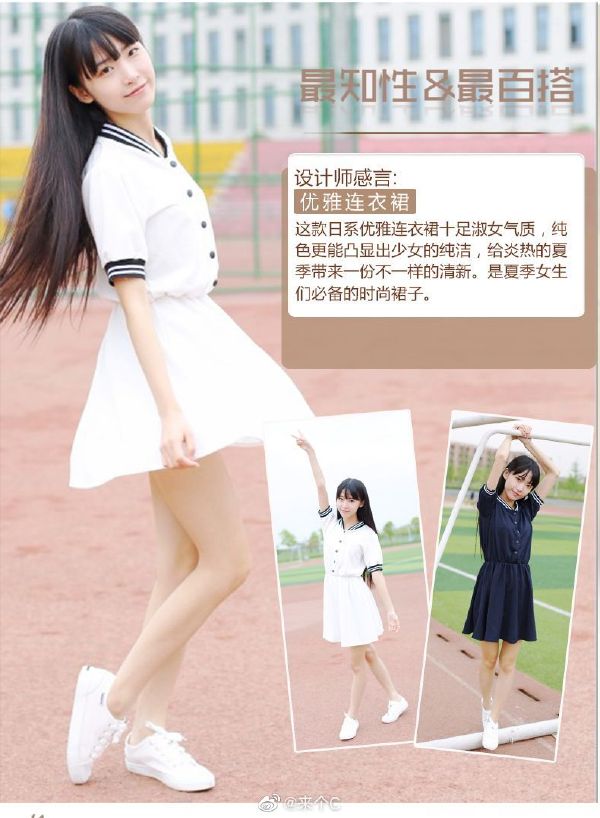 最知性&最百搭
设计师感言:
优雅连衣裙
这款日系优雅连衣裙十足淑女气质，纯
色更能凸显出少女的纯洁，给炎热的夏
季带来一份不一样的清新。是夏季女生
们必备的时尚裙子。
@来个C